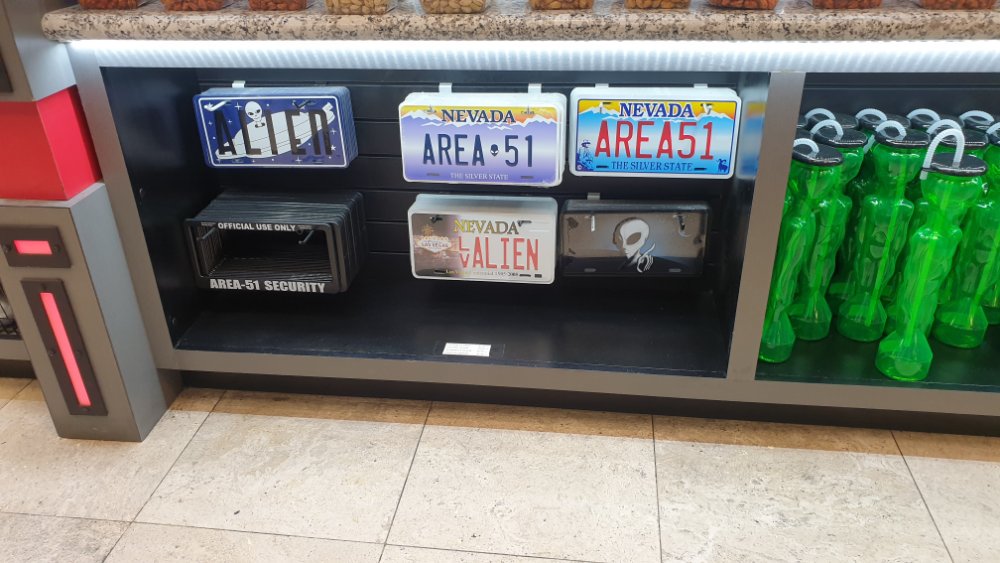 ALIEN
NEVADA
AREA 51
THE SILVER STATE
NEVADA
AREA51
THE SILVER STATE
OFFICIAL USE ONLY
AREA-51 SECURITY
NEVADA
LV ALIEN